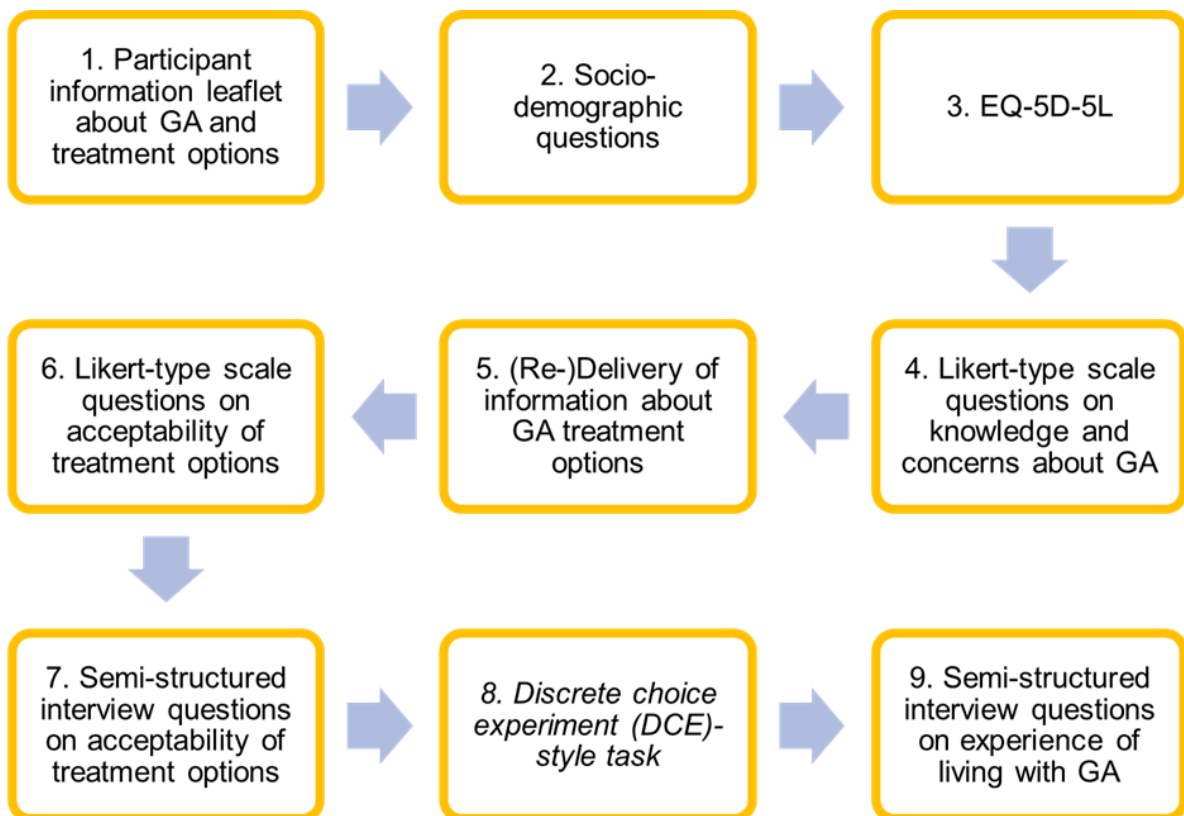 1. Participant
information leaflet
about GA and
treatment options
2. Socio-
demographic
questions
3. EQ-5D-5L
4. Likert-type scale
questions on
knowledge and
concerns about GA
5. (Re-)Delivery of
information about
GA treatment
options
6. Likert-type scale
questions on
acceptability of
treatment options
7. Semi-structured
interview questions
on acceptability of
treatment options
8. Discrete choice
experiment (DCE)-
style task
9. Semi-structured
interview questions
on experience of
living with GA